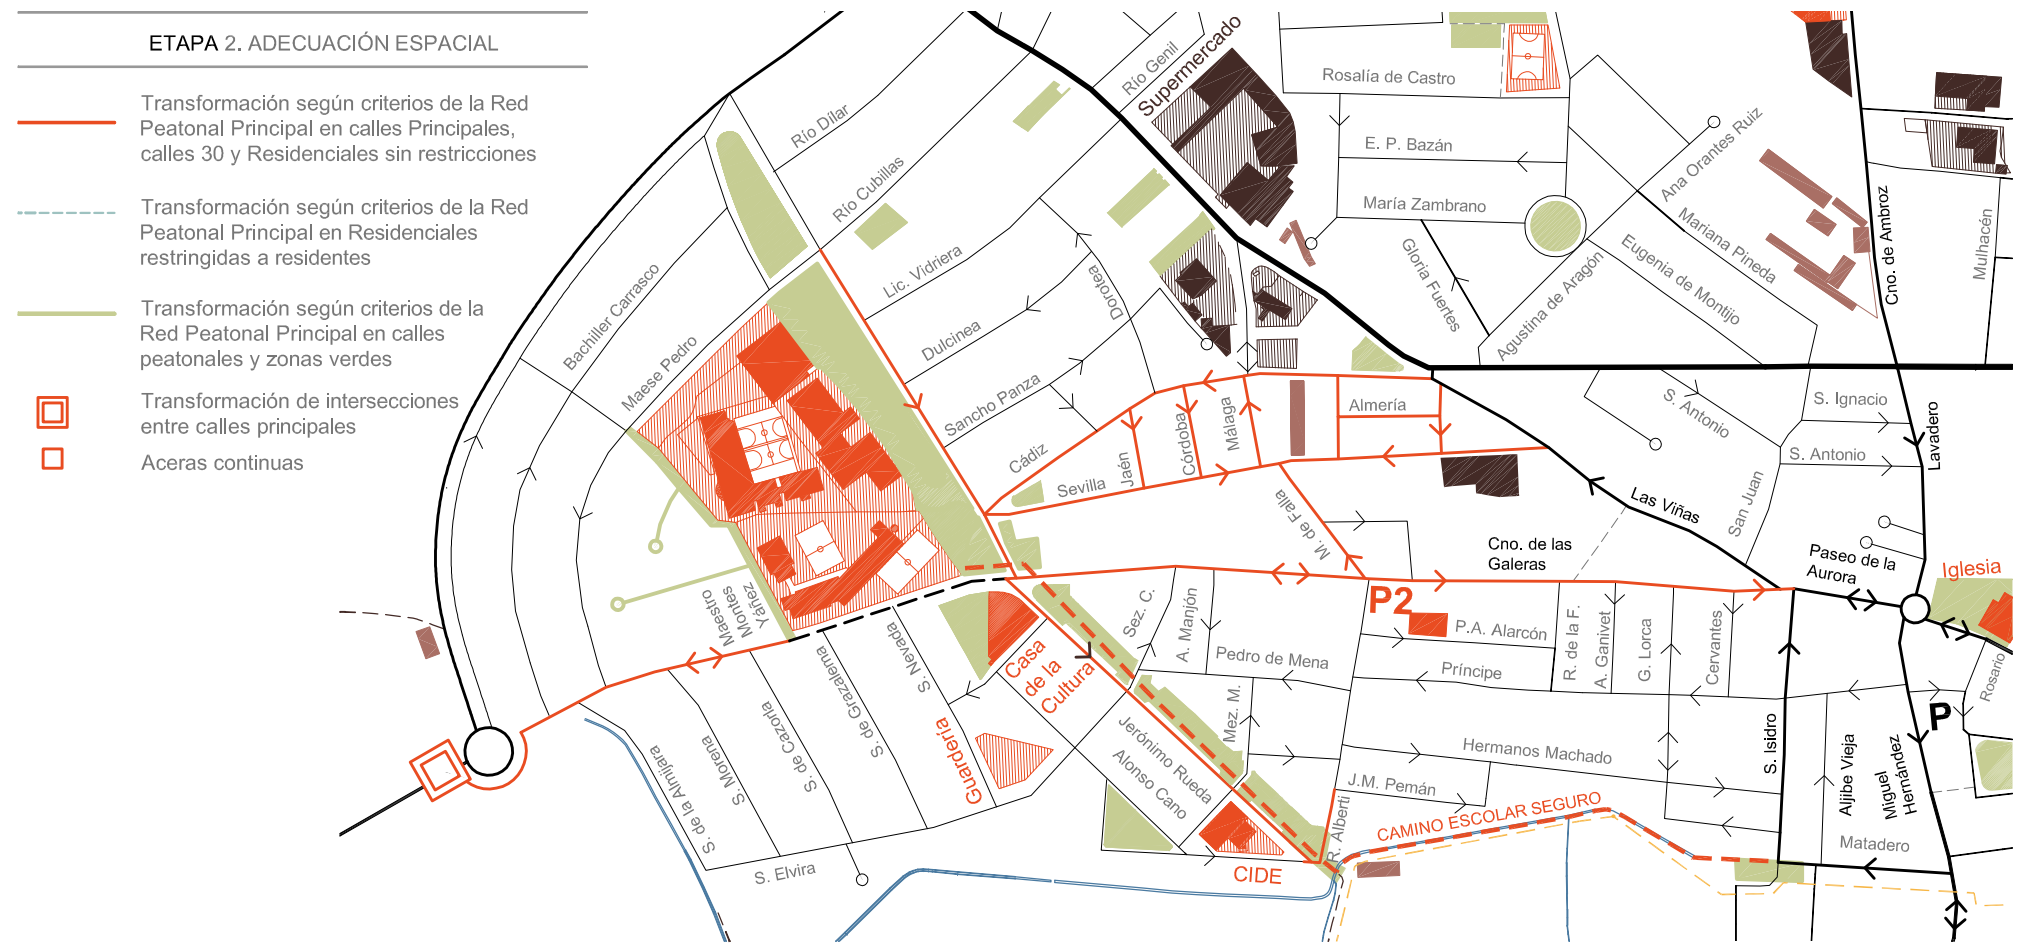 ETAPA 2. ADECUACIÓN ESPACIAL
Transformación según criterios de la Red
Peatonal Principal en calles Principales,
calles 30 y Residenciales sin restricciones
Transformación según criterios de la Red
Peatonal Principal en Residenciales
restringidas a residentes
Transformación según criterios de la
Red Peatonal Principal en calles
peatonales y zonas verdes
Transformación de intersecciones
entre calles principales
Aceras continuas
Río Dílar
Río Cubillas
Río Genil
Supermercado
Rosalía de Castro
E. P. Bazán
María Zambrano
Gloria Fuertes
Agustina de Aragón
Ana Orantes Ruiz
Mariana Pineda
Eugenia de Montijo
Cno. de Ambroz
Mulhacén
Bachiller Carrasco
Maese Pedro
Lic. Vidriera
Dulcinea
Dorotea
Sancho Panza
Cádiz
Sevilla
Jaén
Córdoba
Málaga
Almería
M. de Falla
S. Antonio
S. Ignacio
S. Antonio
Lavadero
San Juan
Las Viñas
Cno. de las
Galeras
Paseo de la
Aurora
Iglesia
Maestro
Montes
Yáñez
S. Nevada
S. de Grazalema
S. de Cazorla
S. Morena
S. de la Almijara
S. Elvira
Guardería
Casa
de la
Cultura
Sez. C.
A. Manjón
Pedro de Mena
Mez. M.
Jerónimo Rueda
Alonso Cano
CIDE
R. Alberti
P2
P.A. Alarcón
Príncipe
R. de la F.
A. Ganivet
G. Lorca
Cervantes
Hermanos Machado
J.M. Pemán
CAMINO ESCOLAR SEGURO
S. Isidro
Aljibe Vieja
Miguel
Hernández
Matadero
P
Rosario